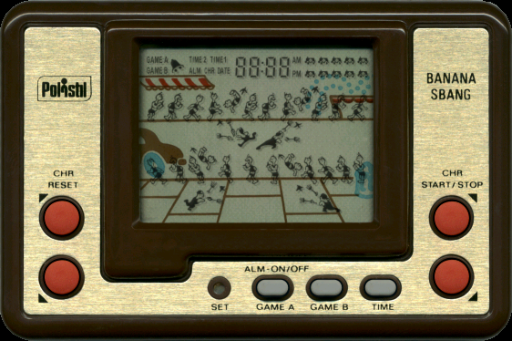 GAME A TIME 2 TIME 1 88:88 AM
GAME B ALM CHR DATE PM
Polistil
BANANA
SBANG
CHR
RESET
CHR
START/STOP
ALM-ON/OFF
SET GAME A GAME B TIME